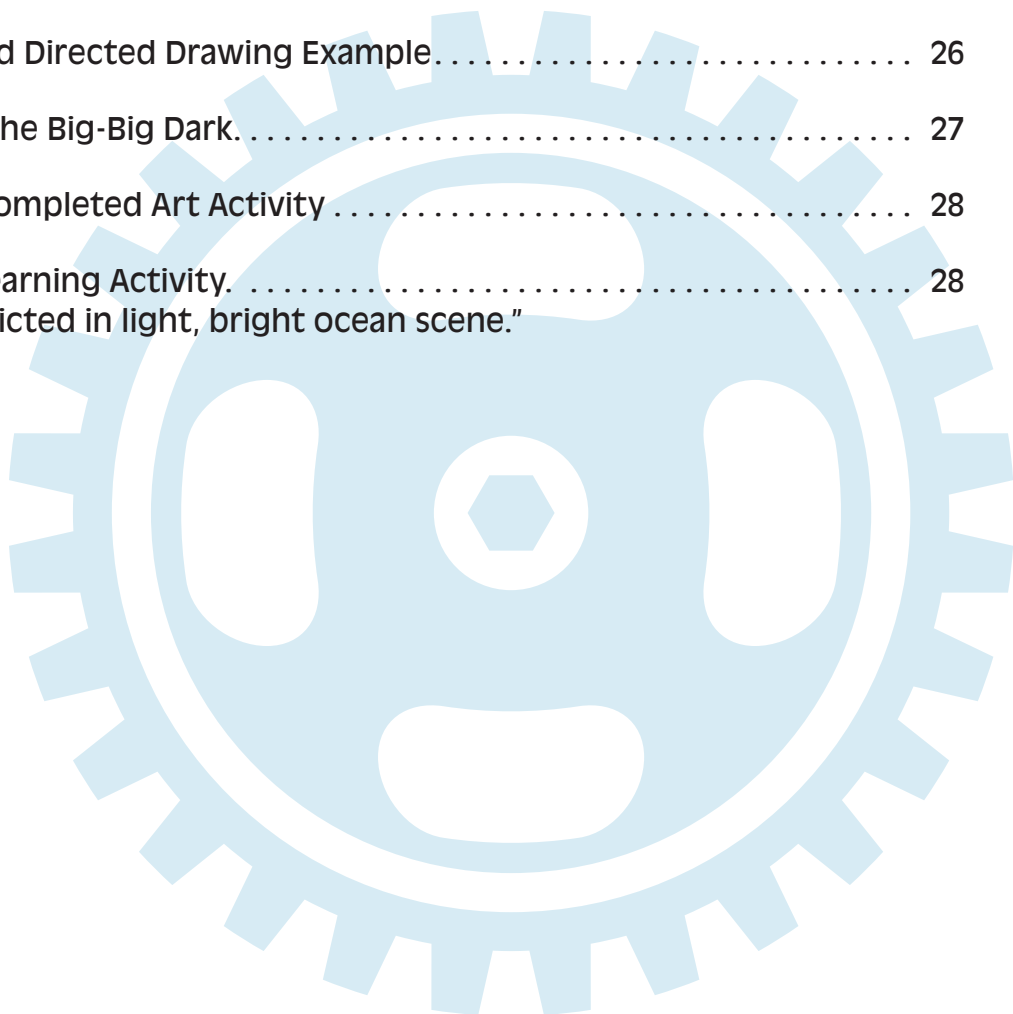 d Directed Drawing Example. . . . . . . . . . . . . . . . . . . . . . . . . . . . . 26
he Big-Big Dark. . . . . . . . . . . . . . . . . . . . . . . . . . . . . . . . . . . . . . . . . 27
ompleted Art Activity . . . . . . . . . . . . . . . . . . . . . . . . . . . . . . . . . . . 28
arning Activity. . . . . . . . . . . . . . . . . . . . . . . . . . . . . . . . . . . . . . . . . 28
icted in light, bright ocean scene.”